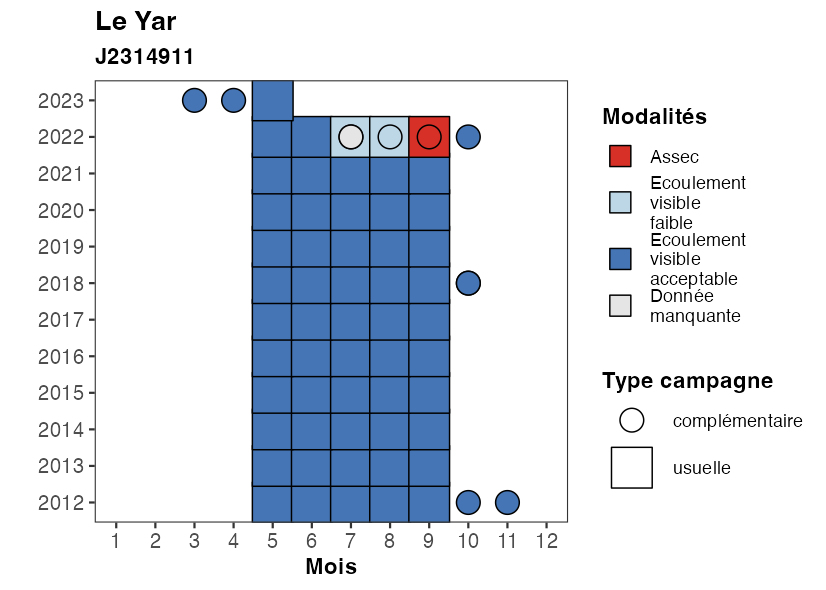 Le Yar
J2314911
2023
2022
2021
2020
2019
2018
2017
2016
2015
2014
2013
2012
1 2 3 4 5 6 7 8 9 10 11 12
Mois
Modalités
Assec
Ecoulement
visible
faible
Ecoulement
visible
acceptable
Donnée
manquante
Type campagne
complémentaire
usuelle